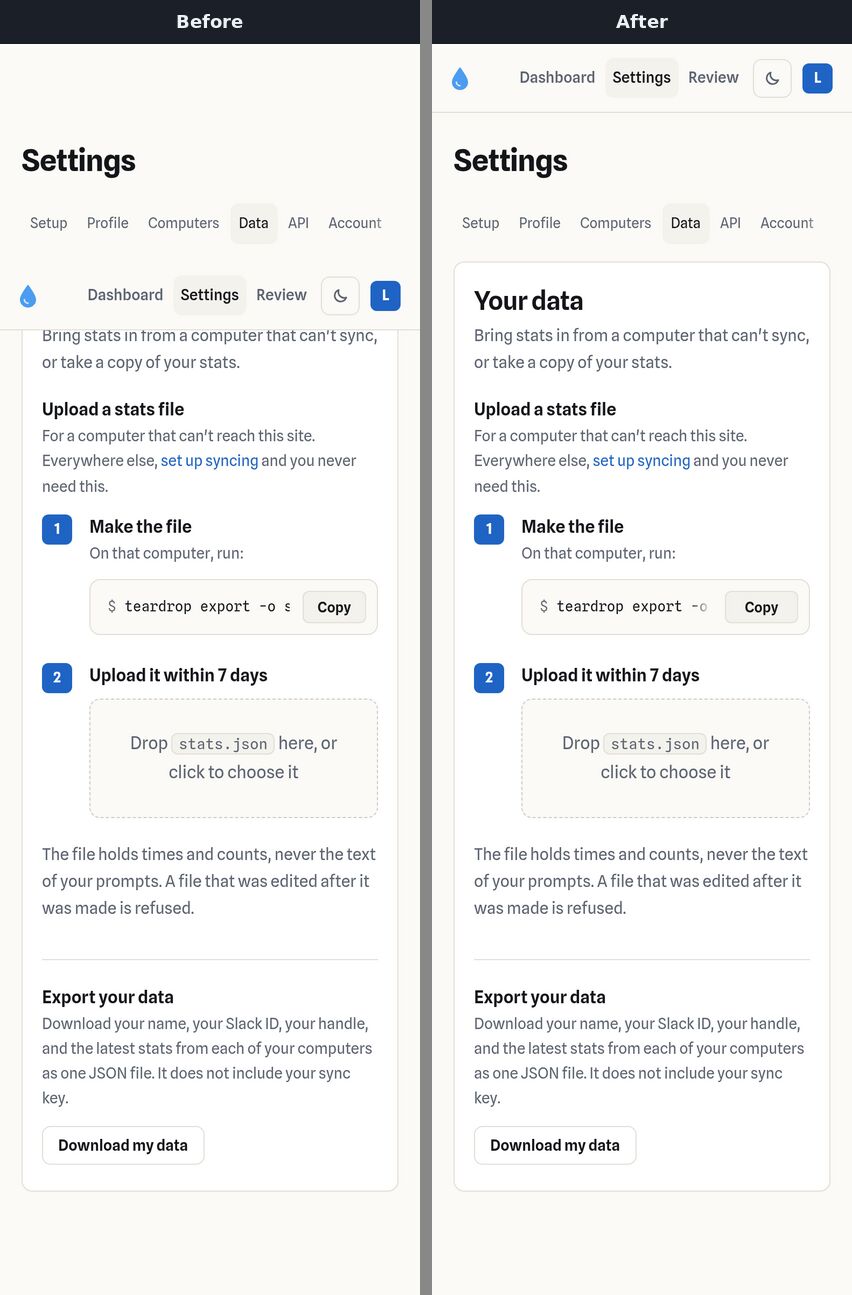 Before
Settings
Setup Profile Computers Data API Account
Dashboard Settings Review L
Bring stats in from a computer that can't sync,
or take a copy of your stats.
Upload a stats file
For a computer that can't reach this site.
Everywhere else, set up syncing and you never
need this.
1 Make the file
On that computer, run:
$ teardrop export -o s Copy
2 Upload it within 7 days
Drop stats.json here, or
click to choose it
The file holds times and counts, never the text
of your prompts. A file that was edited after it
was made is refused.
Export your data
Download your name, your Slack ID, your handle,
and the latest stats from each of your computers
as one JSON file. It does not include your sync
key.
Download my data
After
Dashboard Settings Review L
Settings
Setup Profile Computers Data API Account
Your data
Bring stats in from a computer that can't sync,
or take a copy of your stats.
Upload a stats file
For a computer that can't reach this site.
Everywhere else, set up syncing and you never
need this.
1 Make the file
On that computer, run:
$ teardrop export -o Copy
2 Upload it within 7 days
Drop stats.json here, or
click to choose it
The file holds times and counts, never the text
of your prompts. A file that was edited after it
was made is refused.
Export your data
Download your name, your Slack ID, your handle,
and the latest stats from each of your computers
as one JSON file. It does not include your sync
key.
Download my data